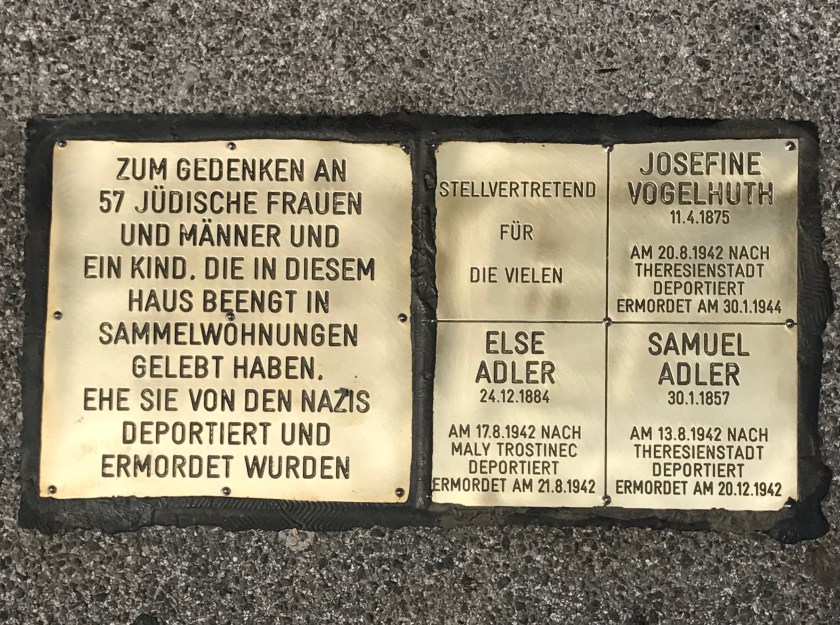 ZUM GEDENKEN AN
57 JÜDISCHE FRAUEN
UND MÄNNER UND
EIN KIND, DIE IN DIESEM
HAUS BEENGT IN
SAMMELWOHNUNGEN
GELEBT HABEN,
EHE SIE VON DEN NAZIS
DEPORTIERT UND
ERMORDET WURDEN
STELLVERTRETEND
FÜR
DIE VIELEN
JOSEFINE
VOGELHUTH
11.4.1875
AM 20.8.1942 NACH
THERESIENSTADT
DEPORTIERT
ERMORDET AM 30.1.1944
ELSE
ADLER
24.12.1884
AM 17.8.1942 NACH
MALY TROSTINEC
DEPORTIERT
ERMORDET AM 21.8.1942
SAMUEL
ADLER
30.1.1857
AM 13.8.1942 NACH
THERESIENSTADT
DEPORTIERT
ERMORDET AM 20.12.1942